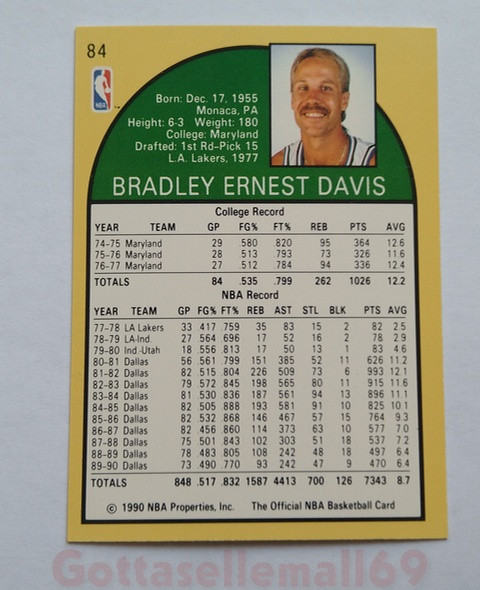 84
NBA
Born: Dec. 17, 1955
Monaca, PA
Height: 6-3 Weight: 180
College: Maryland
Drafted: 1st Rd-Pick 15
L.A. Lakers, 1977
BRADLEY ERNEST DAVIS
College Record
YEAR TEAM GP FG% FT% REB PTS AVG
74-75 Maryland 29 .580 .820 95 364 12.6
75-76 Maryland 28 .513 .793 73 326 11.6
76-77 Maryland 27 .512 .784 94 336 12.4
TOTALS 84 .535 .799 262 1026 12.2
NBA Record
YEAR TEAM GP FG% FT% REB AST STL BLK PTS AVG
77-78 LA Lakers 33 .417 .759 35 83 15 2 82 2.5
78-79 LA-Ind. 27 .564 .696 17 52 16 2 78 2.9
79-80 Ind.-Utah 18 .556 .813 17 50 13 1 83 4.6
80-81 Dallas 56 .561 .799 151 385 52 11 626 11.2
81-82 Dallas 82 .515 .804 226 509 73 6 993 12.1
82-83 Dallas 79 .572 .845 198 565 80 11 915 11.6
83-84 Dallas 81 .530 .836 187 561 94 13 896 11.1
84-85 Dallas 82 .505 .888 193 581 91 10 825 10.1
85-86 Dallas 82 .532 .868 146 467 57 15 764 9.3
86-87 Dallas 82 .456 .860 114 373 63 10 577 7.0
87-88 Dallas 75 .501 .843 102 303 51 18 537 7.2
88-89 Dallas 78 .483 .805 108 242 48 18 497 6.4
89-90 Dallas 73 .490 .770 93 242 47 9 470 6.4
TOTALS 848 .517 .832 1587 4413 700 126 7343 8.7
© 1990 NBA Properties, Inc. The Official NBA Basketball Card
Gottasellemall69